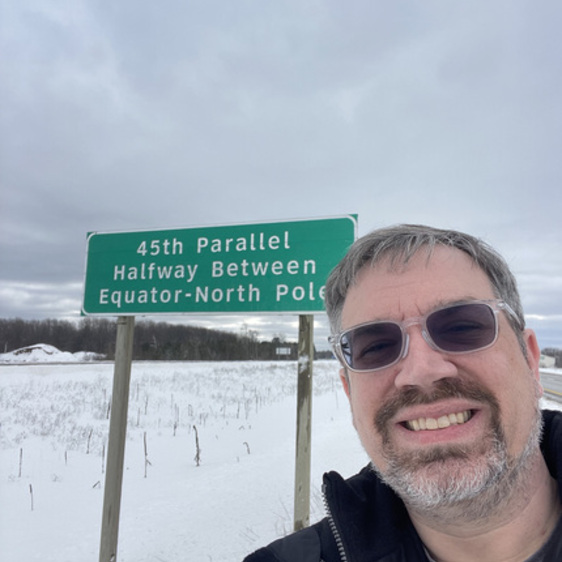 45th Parallel
Halfway Between
Equator-North Pole